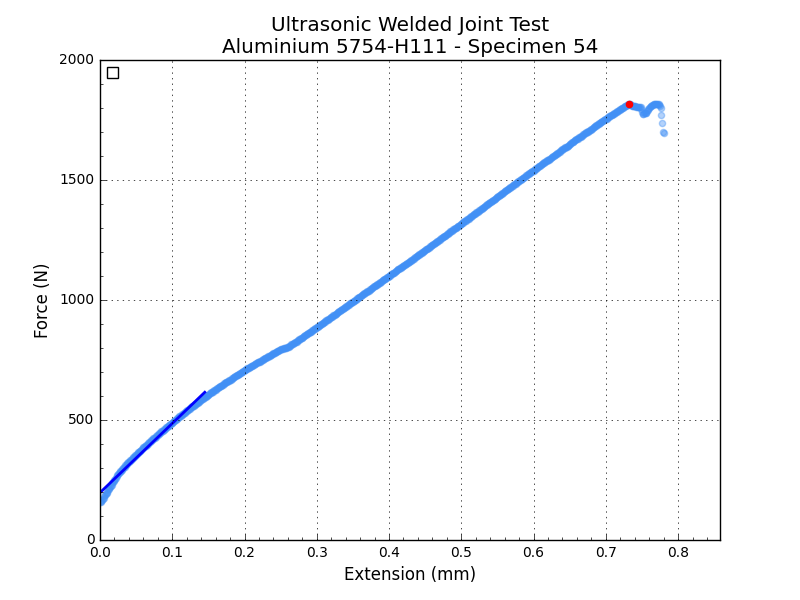 Ultrasonic Welded Joint Test
Aluminium 5754-H111 - Specimen 54
2000
1500
1000
500
0
Force (N)
0.0 0.1 0.2 0.3 0.4 0.5 0.6 0.7 0.8
Extension (mm)